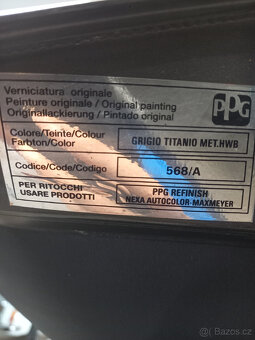 Verniciatura originale
Peinture originale / Original painting
Originallackierung / Pintado original
PPG
Colore/Teinte/Colour
Farbton/Color
GRIGIO TITANIO MET.HWB
Codice/Code/Codigo
568/A
PER RITOCCHI
USARE PRODOTTI
PPG REFINISH
NEXA AUTOCOLOR-MAXMEYER
sbazar.cz